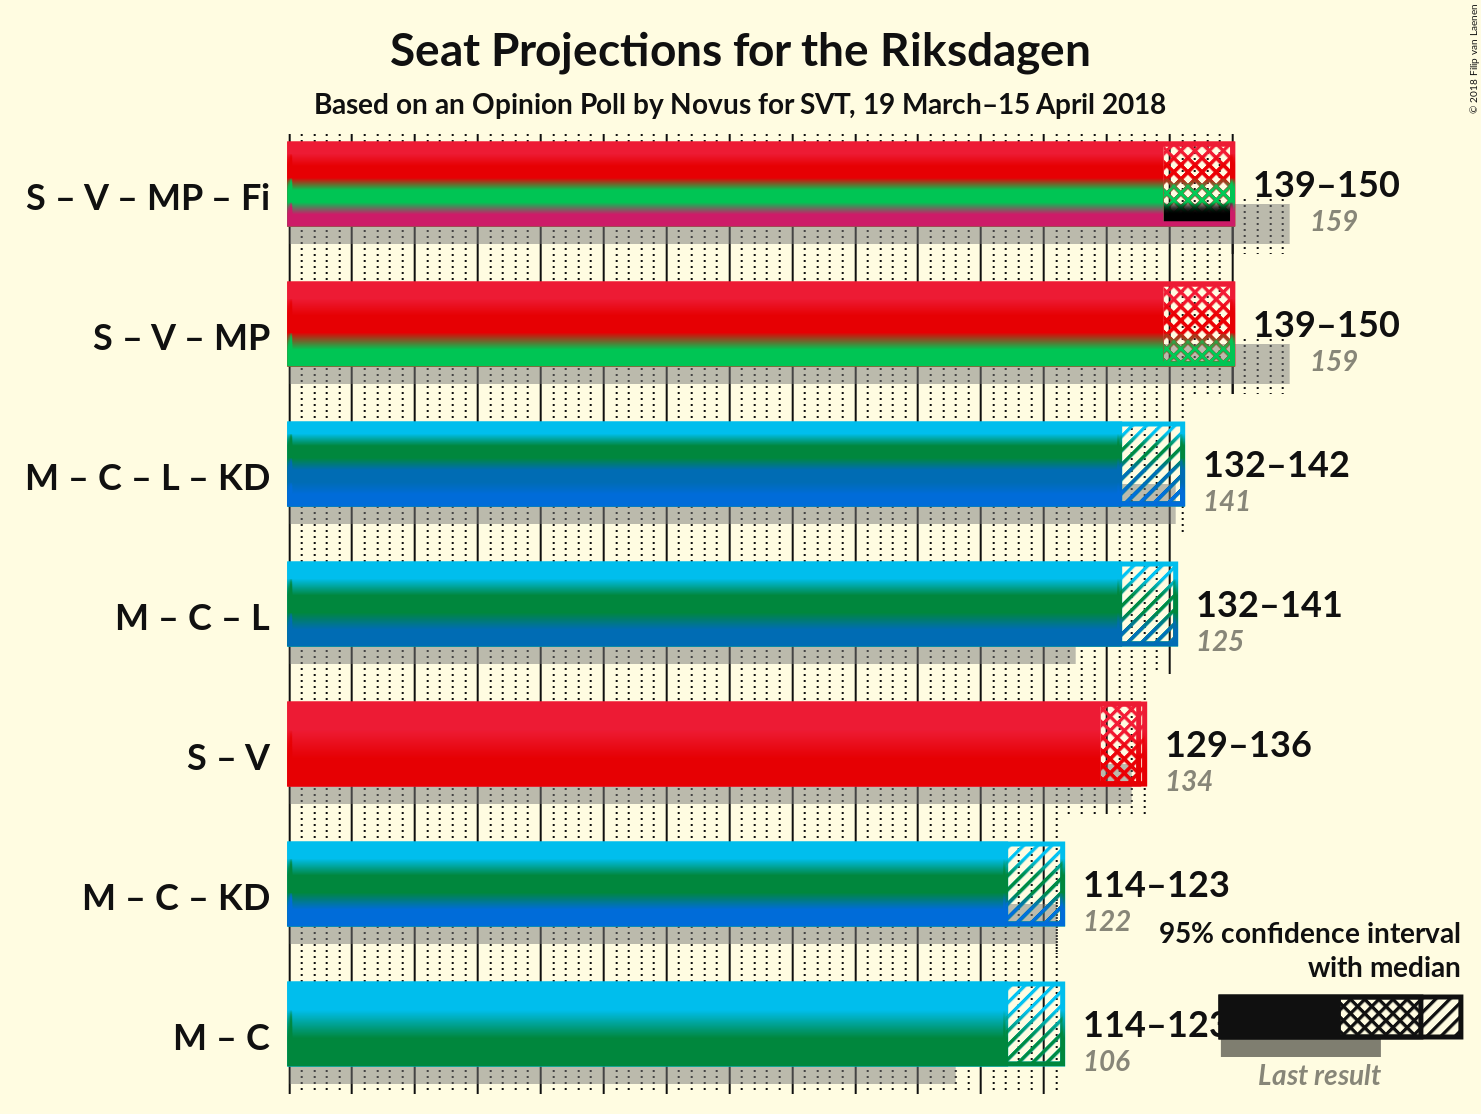 Seat Projections for the Riksdagen
Based on an Opinion Poll by Novus for SVT, 19 March–15 April 2018
© 2018 Filip van Laenen
S – V – MP – Fi
139–150
159
S – V – MP
139–150
159
M – C – L – KD
132–142
141
M – C – L
132–141
125
S – V
129–136
134
M – C – KD
114–123
122
M – C
114–123
106
95% confidence interval
with median
Last result